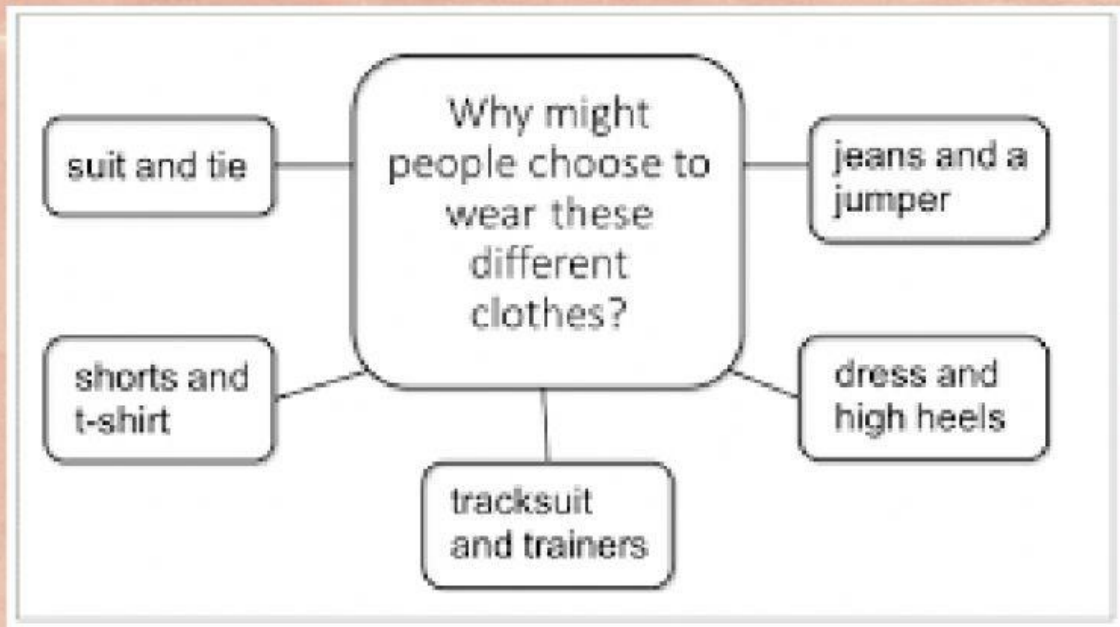 Why might
people choose to
wear these
different
clothes?
suit and tie
jeans and a
jumper
shorts and
t-shirt
dress and
high heels
tracksuit
and trainers